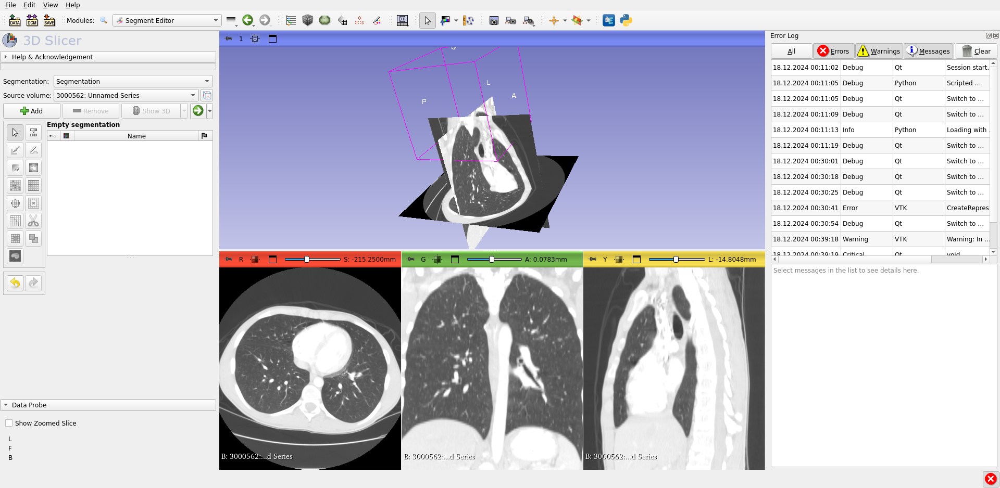 File Edit View Help
DATA DCM SAVE Modules: Segment Editor
3D Slicer
Help & Acknowledgement
Segmentation: Segmentation
Source volume: 3000562: Unnamed Series
Add Remove Show 3D
Empty segmentation
Name
Data Probe
Show Zoomed Slice
L
F
B
1
S
L
A
P
R S: -215.2500mm
G A: 0.0783mm
Y L: -14.8048mm
B: 3000562:...d Series
B: 3000562:...d Series
B: 3000562:...d Series
Error Log
All Errors Warnings Messages Clear
18.12.2024 00:11:02 Debug Qt Session start.
18.12.2024 00:11:05 Debug Python Scripted ...
18.12.2024 00:11:05 Debug Qt Switch to ...
18.12.2024 00:11:09 Debug Qt Switch to ...
18.12.2024 00:11:13 Info Python Loading with
18.12.2024 00:11:19 Debug Qt Switch to ...
18.12.2024 00:30:01 Debug Qt Switch to ...
18.12.2024 00:30:18 Debug Qt Switch to ...
18.12.2024 00:30:25 Debug Qt Switch to ...
18.12.2024 00:30:41 Error VTK CreateRepres
18.12.2024 00:30:54 Debug Qt Switch to ...
18.12.2024 00:39:18 Warning VTK Warning: In ...
18.12.2024 00:39:19 Critical Qt void
Select messages in the list to see details here.